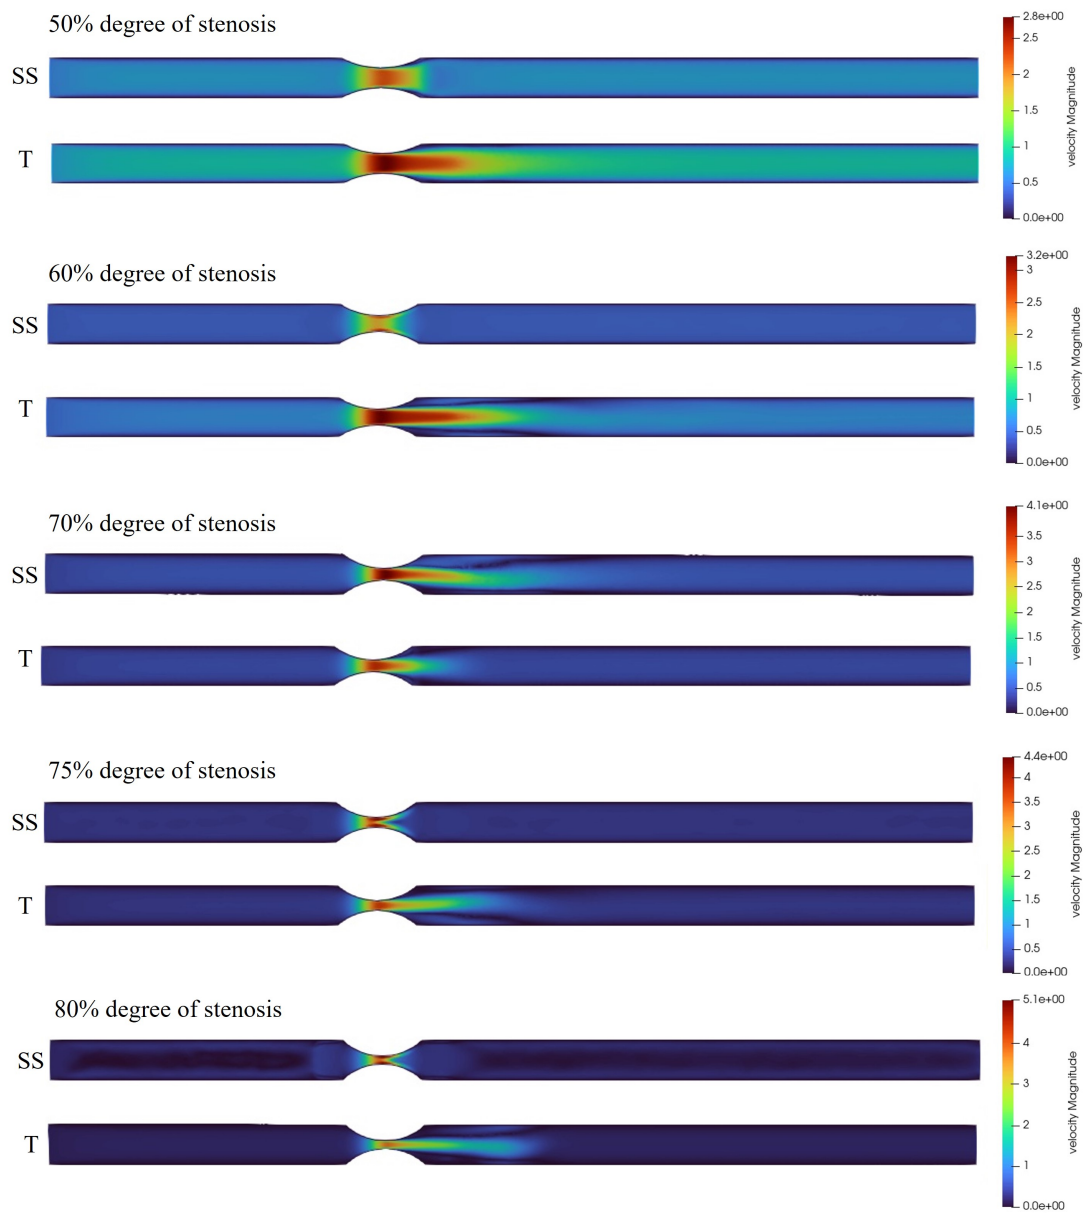 50% degree of stenosis
SS
T
2.8e+00
2.5
2
1.5
1
0.5
0.0e+00
velocity Magnitude
60% degree of stenosis
SS
T
3.2e+00
3
2.5
2
1.5
1
0.5
0.0e+00
velocity Magnitude
70% degree of stenosis
SS
T
4.1e+00
3.5
3
2.5
2
1.5
1
0.5
0.0e+00
velocity Magnitude
75% degree of stenosis
SS
T
4.4e+00
4
3.5
3
2.5
2
1.5
1
0.5
0.0e+00
velocity Magnitude
80% degree of stenosis
SS
T
5.1e+00
4
3
2
1
0.0e+00
velocity Magnitude